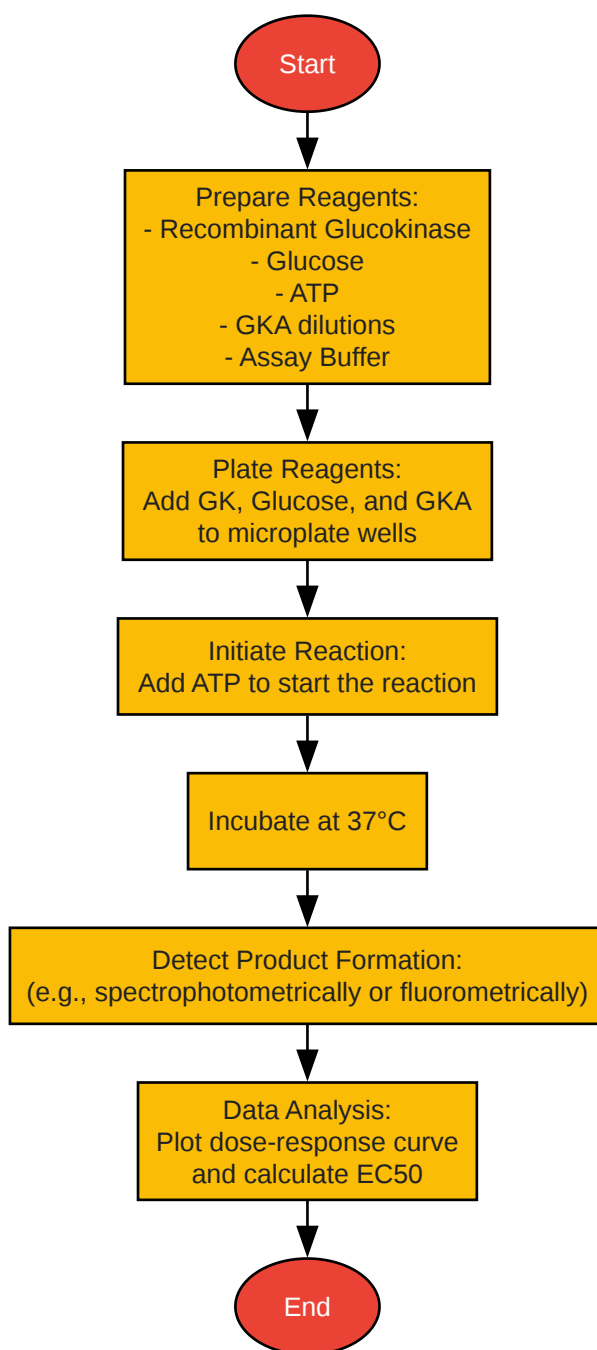 Start
Prepare Reagents:
- Recombinant Glucokinase
- Glucose
- ATP
- GKA dilutions
- Assay Buffer
Plate Reagents:
Add GK, Glucose, and GKA
to microplate wells
Initiate Reaction:
Add ATP to start the reaction
Incubate at 37°C
Detect Product Formation:
(e.g., spectrophotometrically or fluorometrically)
Data Analysis:
Plot dose-response curve
and calculate EC50
End